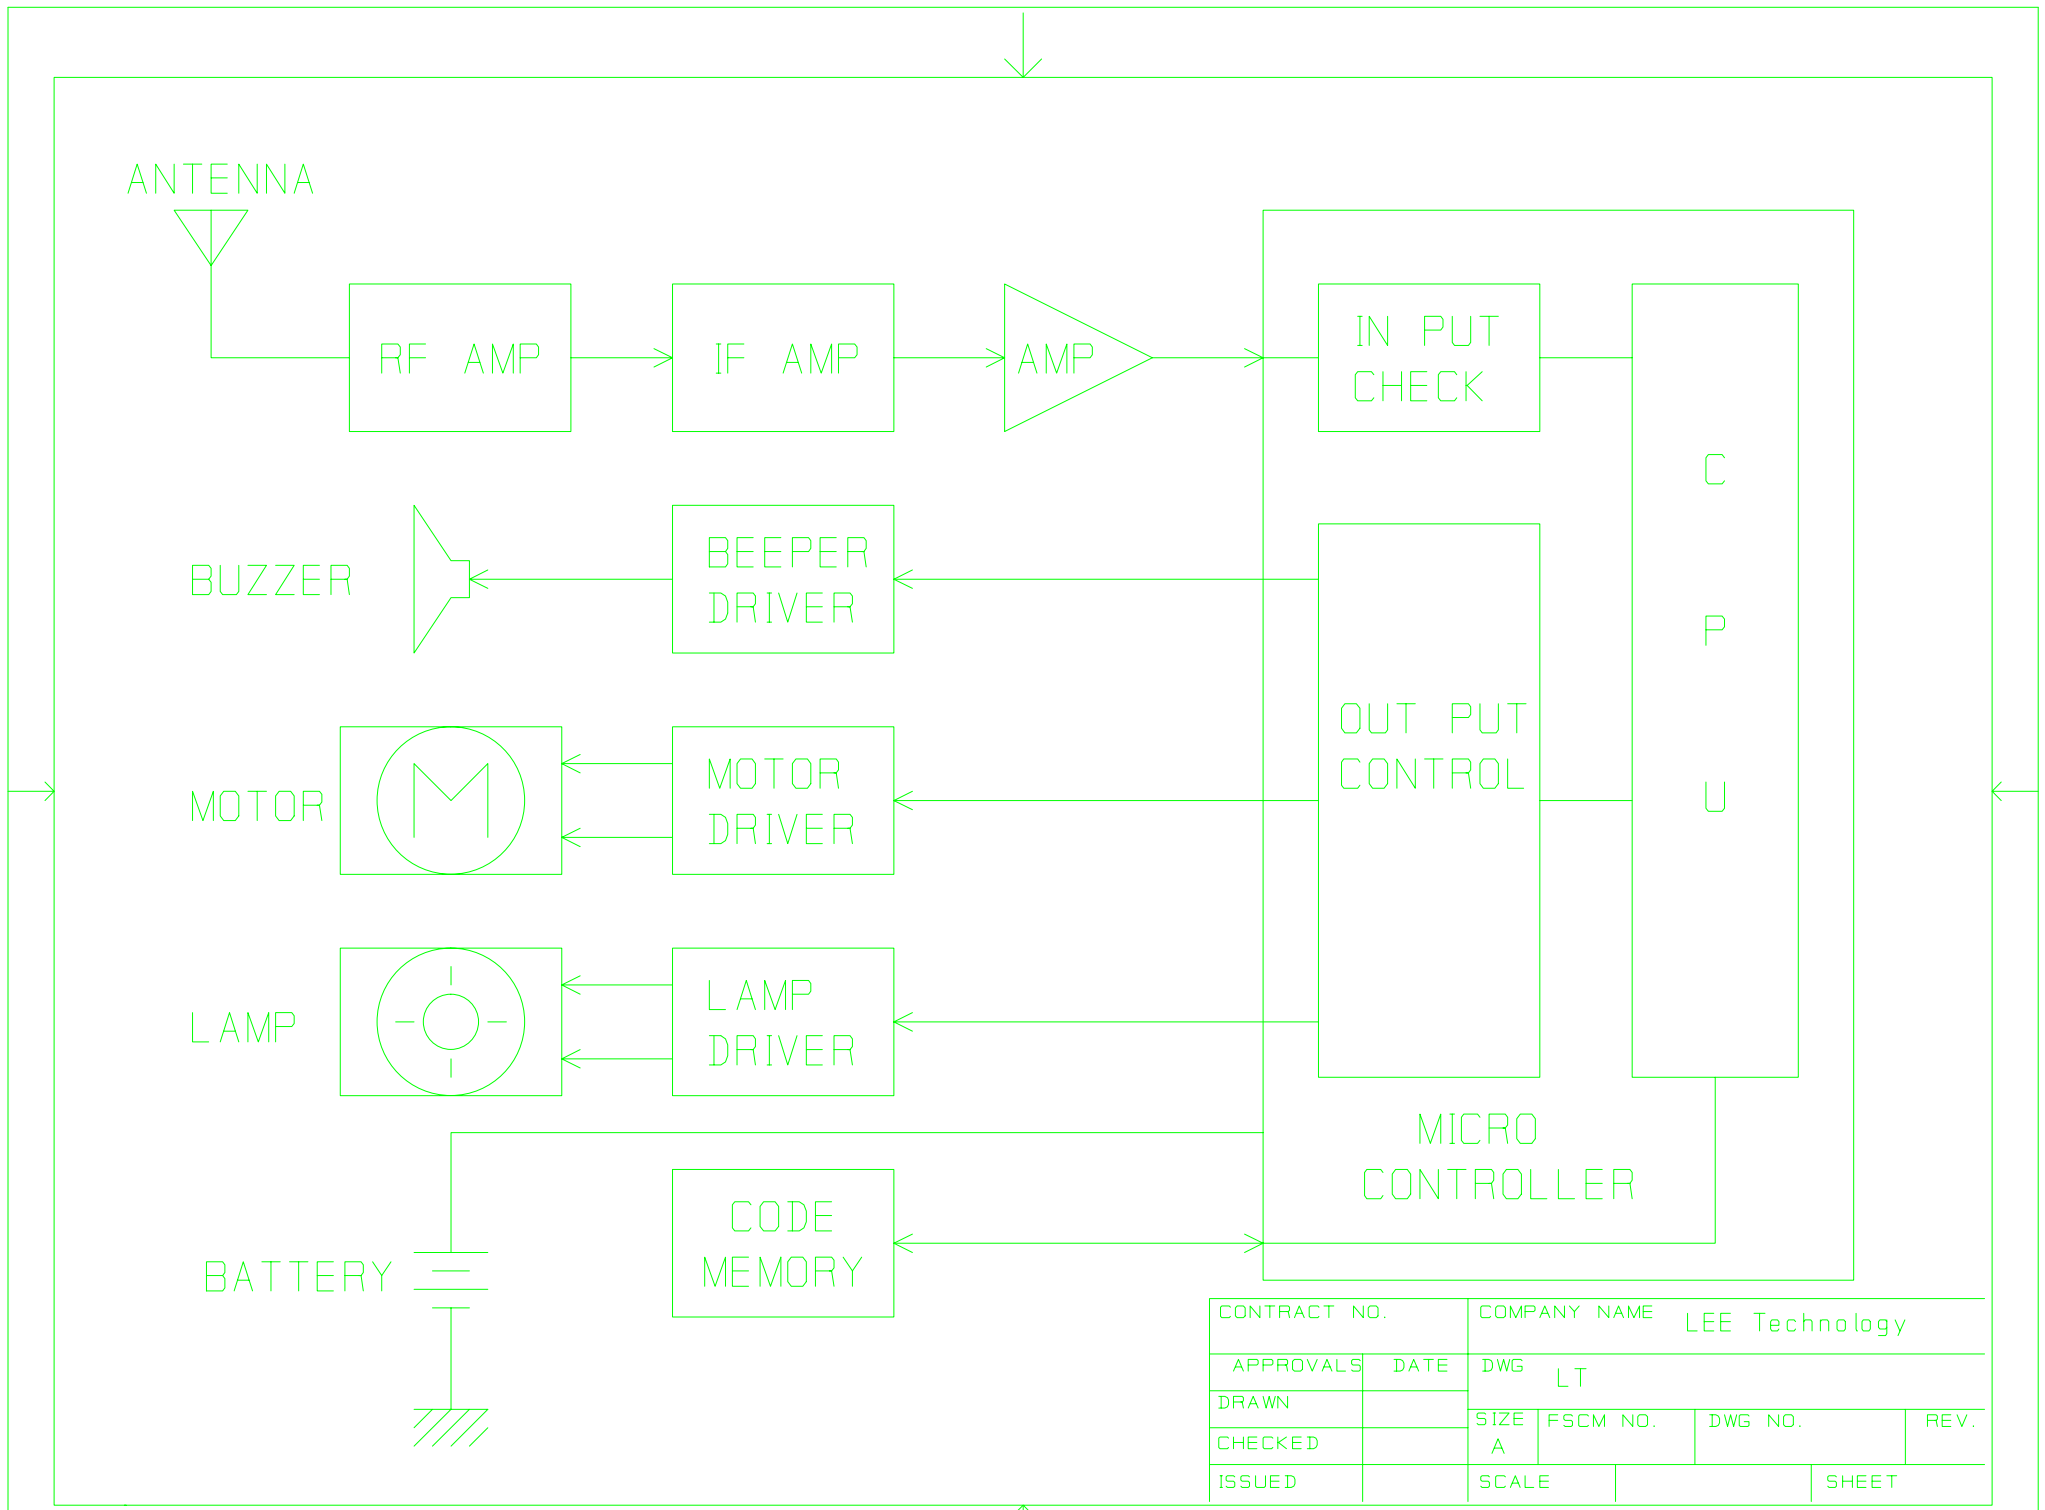 ANTENNA
RF AMP
IF AMP
AMP
IN PUT
CHECK
C
P
U
BUZZER
BEEPER
DRIVER
OUT PUT
CONTROL
MOTOR
M
MOTOR
DRIVER
LAMP
LAMP
DRIVER
MICRO
CONTROLLER
BATTERY
CODE
MEMORY
CONTRACT NO.
COMPANY NAME LEE Technology
APPROVALS DATE
DWG LT
DRAWN
SIZE A
FSCM NO.
DWG NO.
REV.
CHECKED
ISSUED
SCALE
SHEET